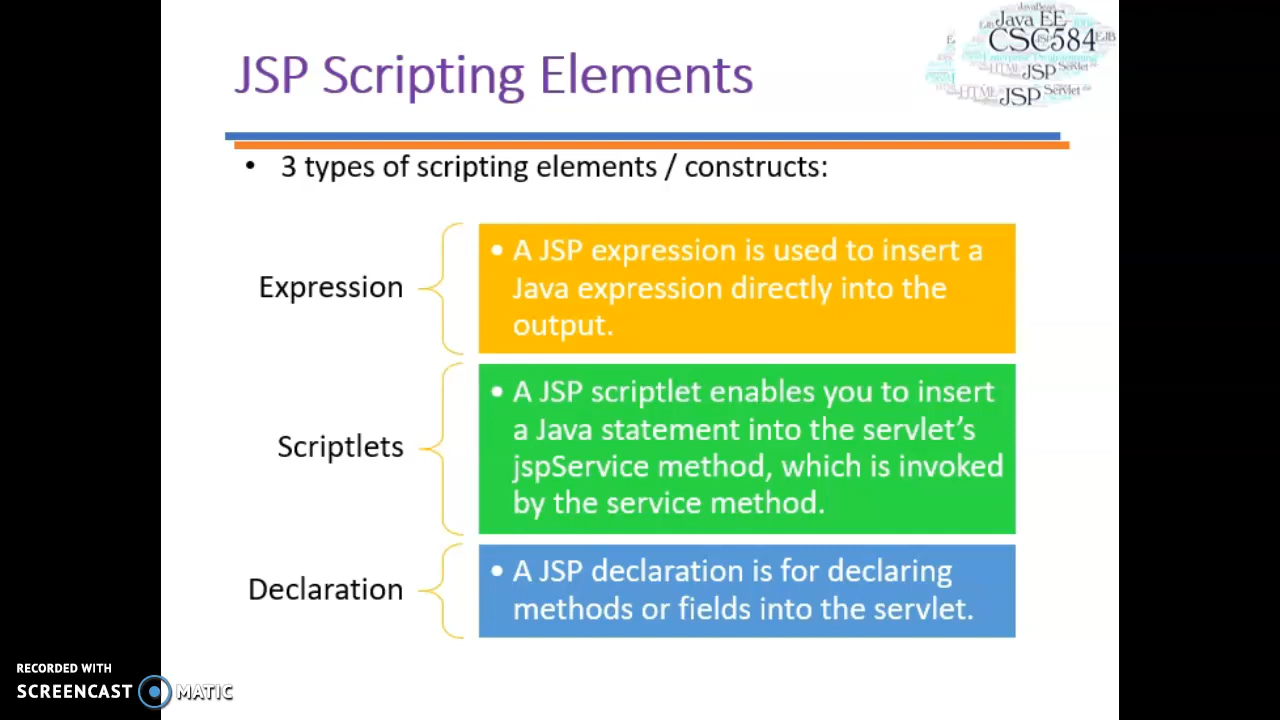 JSP Scripting Elements
Java EE
CSC584
EJB
HTML
JSP
Servlet
HTML
JSP
Servlet
• 3 types of scripting elements / constructs:
Expression
• A JSP expression is used to insert a
Java expression directly into the
output.
Scriptlets
• A JSP scriptlet enables you to insert
a Java statement into the servlet's
jspService method, which is invoked
by the service method.
Declaration
• A JSP declaration is for declaring
methods or fields into the servlet.
RECORDED WITH
SCREENCAST MATIC